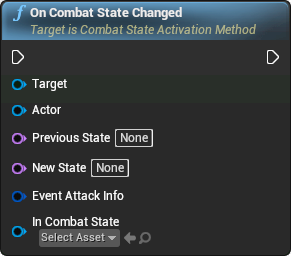 On Combat State Changed
Target is Combat State Activation Method
Target
Actor
Previous State None
New State None
Event Attack Info
In Combat State
Select Asset